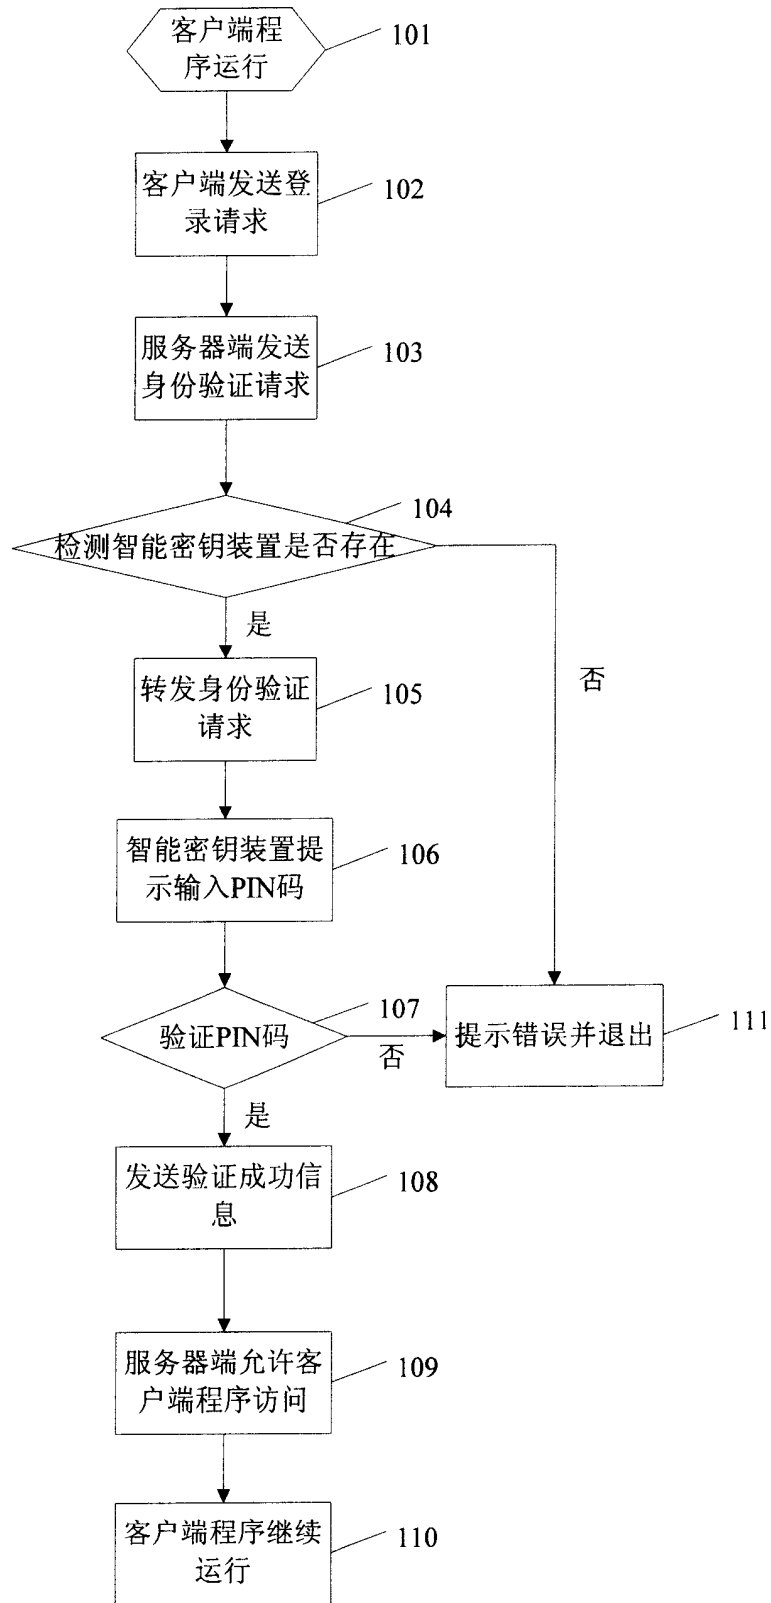 客户端程
序运行
101
客户端发送登
录请求
102
服务器端发送
身份验证请求
103
104
检测智能密钥装置是否存在
是
否
转发身份验证
请求
105
智能密钥装置提
示输入PIN码
106
107
验证PIN码
否
提示错误并退出
111
是
发送验证成功信
息
108
服务器端允许客
户端程序访问
109
客户端程序继续
运行
110